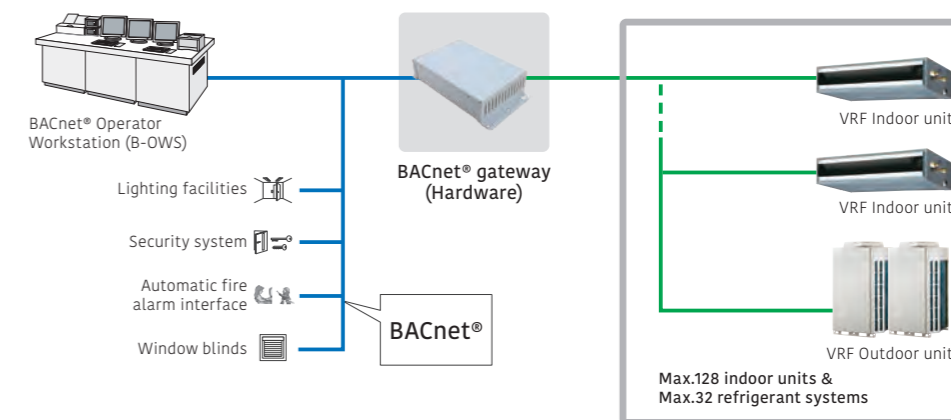 BACnet® Operator
Workstation (B-OWS)
Lighting facilities
Security system
Automatic fire
alarm interface
Window blinds
BACnet®
BACnet® gateway
(Hardware)
VRF Indoor unit
VRF Indoor unit
VRF Outdoor unit
Max.128 indoor units &
Max.32 refrigerant systems